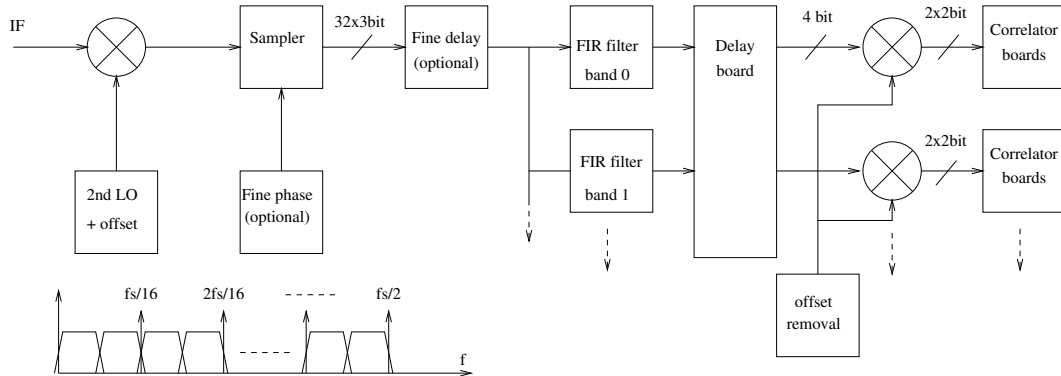 IF
Sampler
32x3bit
Fine delay
(optional)
FIR filter
band 0
Delay
board
4 bit
2x2bit
Correlator
boards
2nd LO
+ offset
Fine phase
(optional)
FIR filter
band 1
2x2bit
Correlator
boards
fs/16
2fs/16
fs/2
f
offset
removal